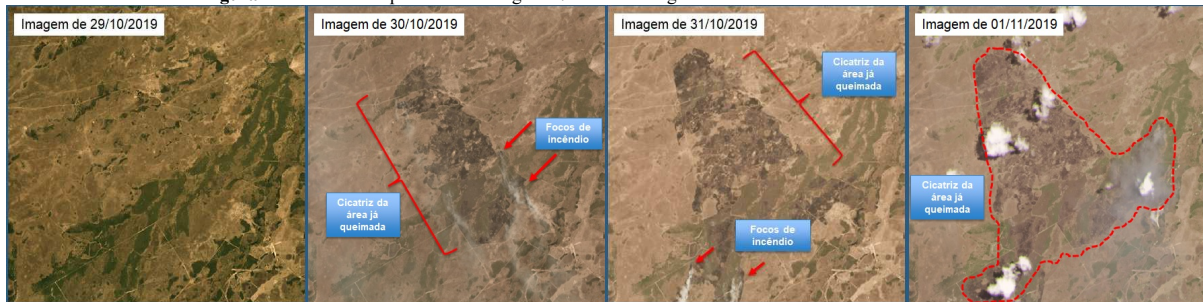 Imagem de 29/10/2019
Imagem de 30/10/2019
Focos de
incêndio
Cicatriz da
área já
queimada
Imagem de 31/10/2019
Cicatriz da
área já
queimada
Focos de
incêndio
Imagem de 01/11/2019
Cicatriz da
área já
queimada